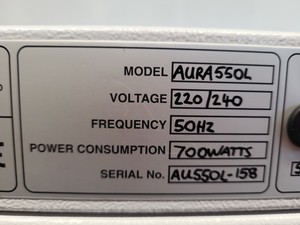 MODEL AURA550L
VOLTAGE 220/240
FREQUENCY 50HZ
POWER CONSUMPTION 700WATTS
SERIAL No. AU550L-158